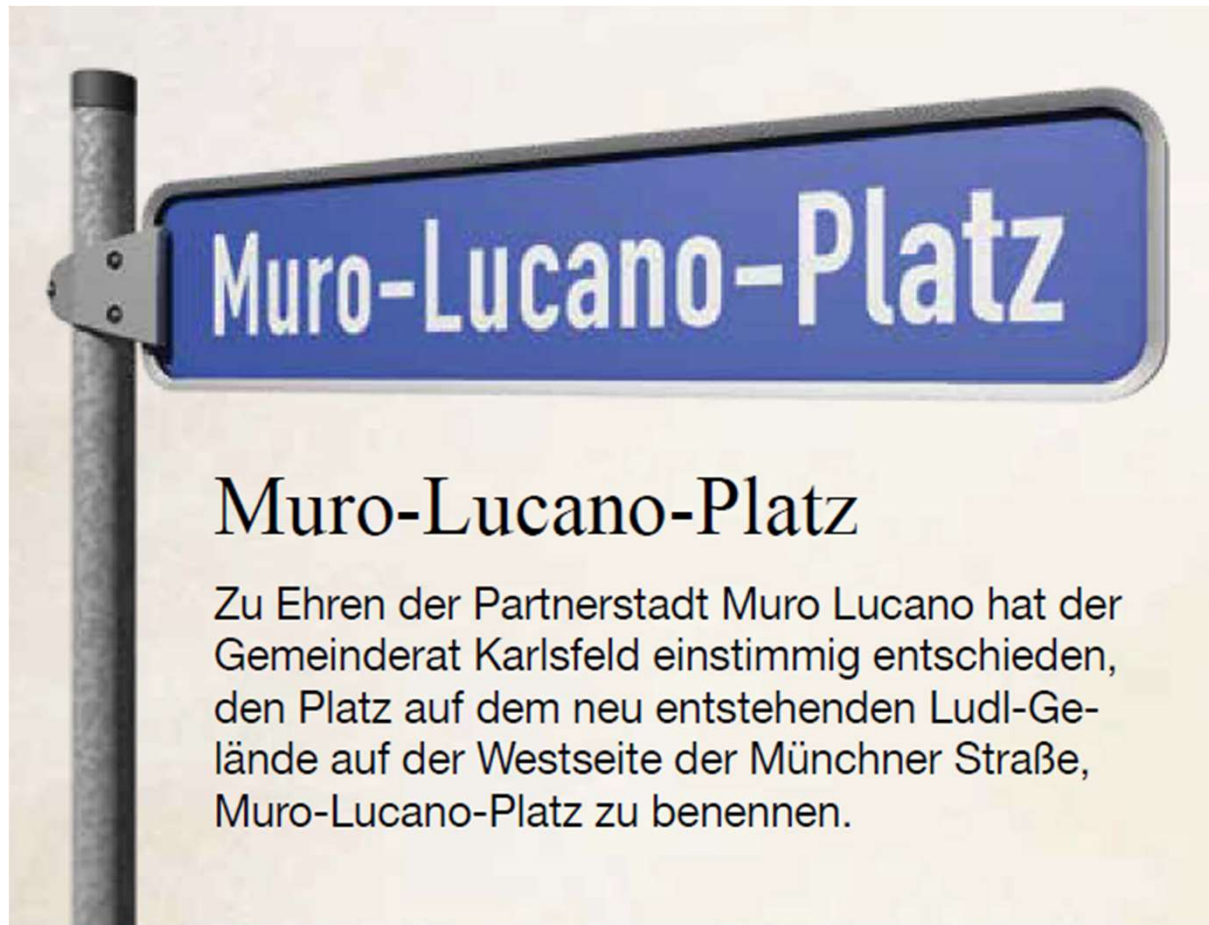 Muro-Lucano-Platz
Muro-Lucano-Platz
Zu Ehren der Partnerstadt Muro Lucano hat der
Gemeinderat Karlsfeld einstimmig entschieden,
den Platz auf dem neu entstehenden Ludl-Ge-
lände auf der Westseite der Münchner Straße,
Muro-Lucano-Platz zu benennen.